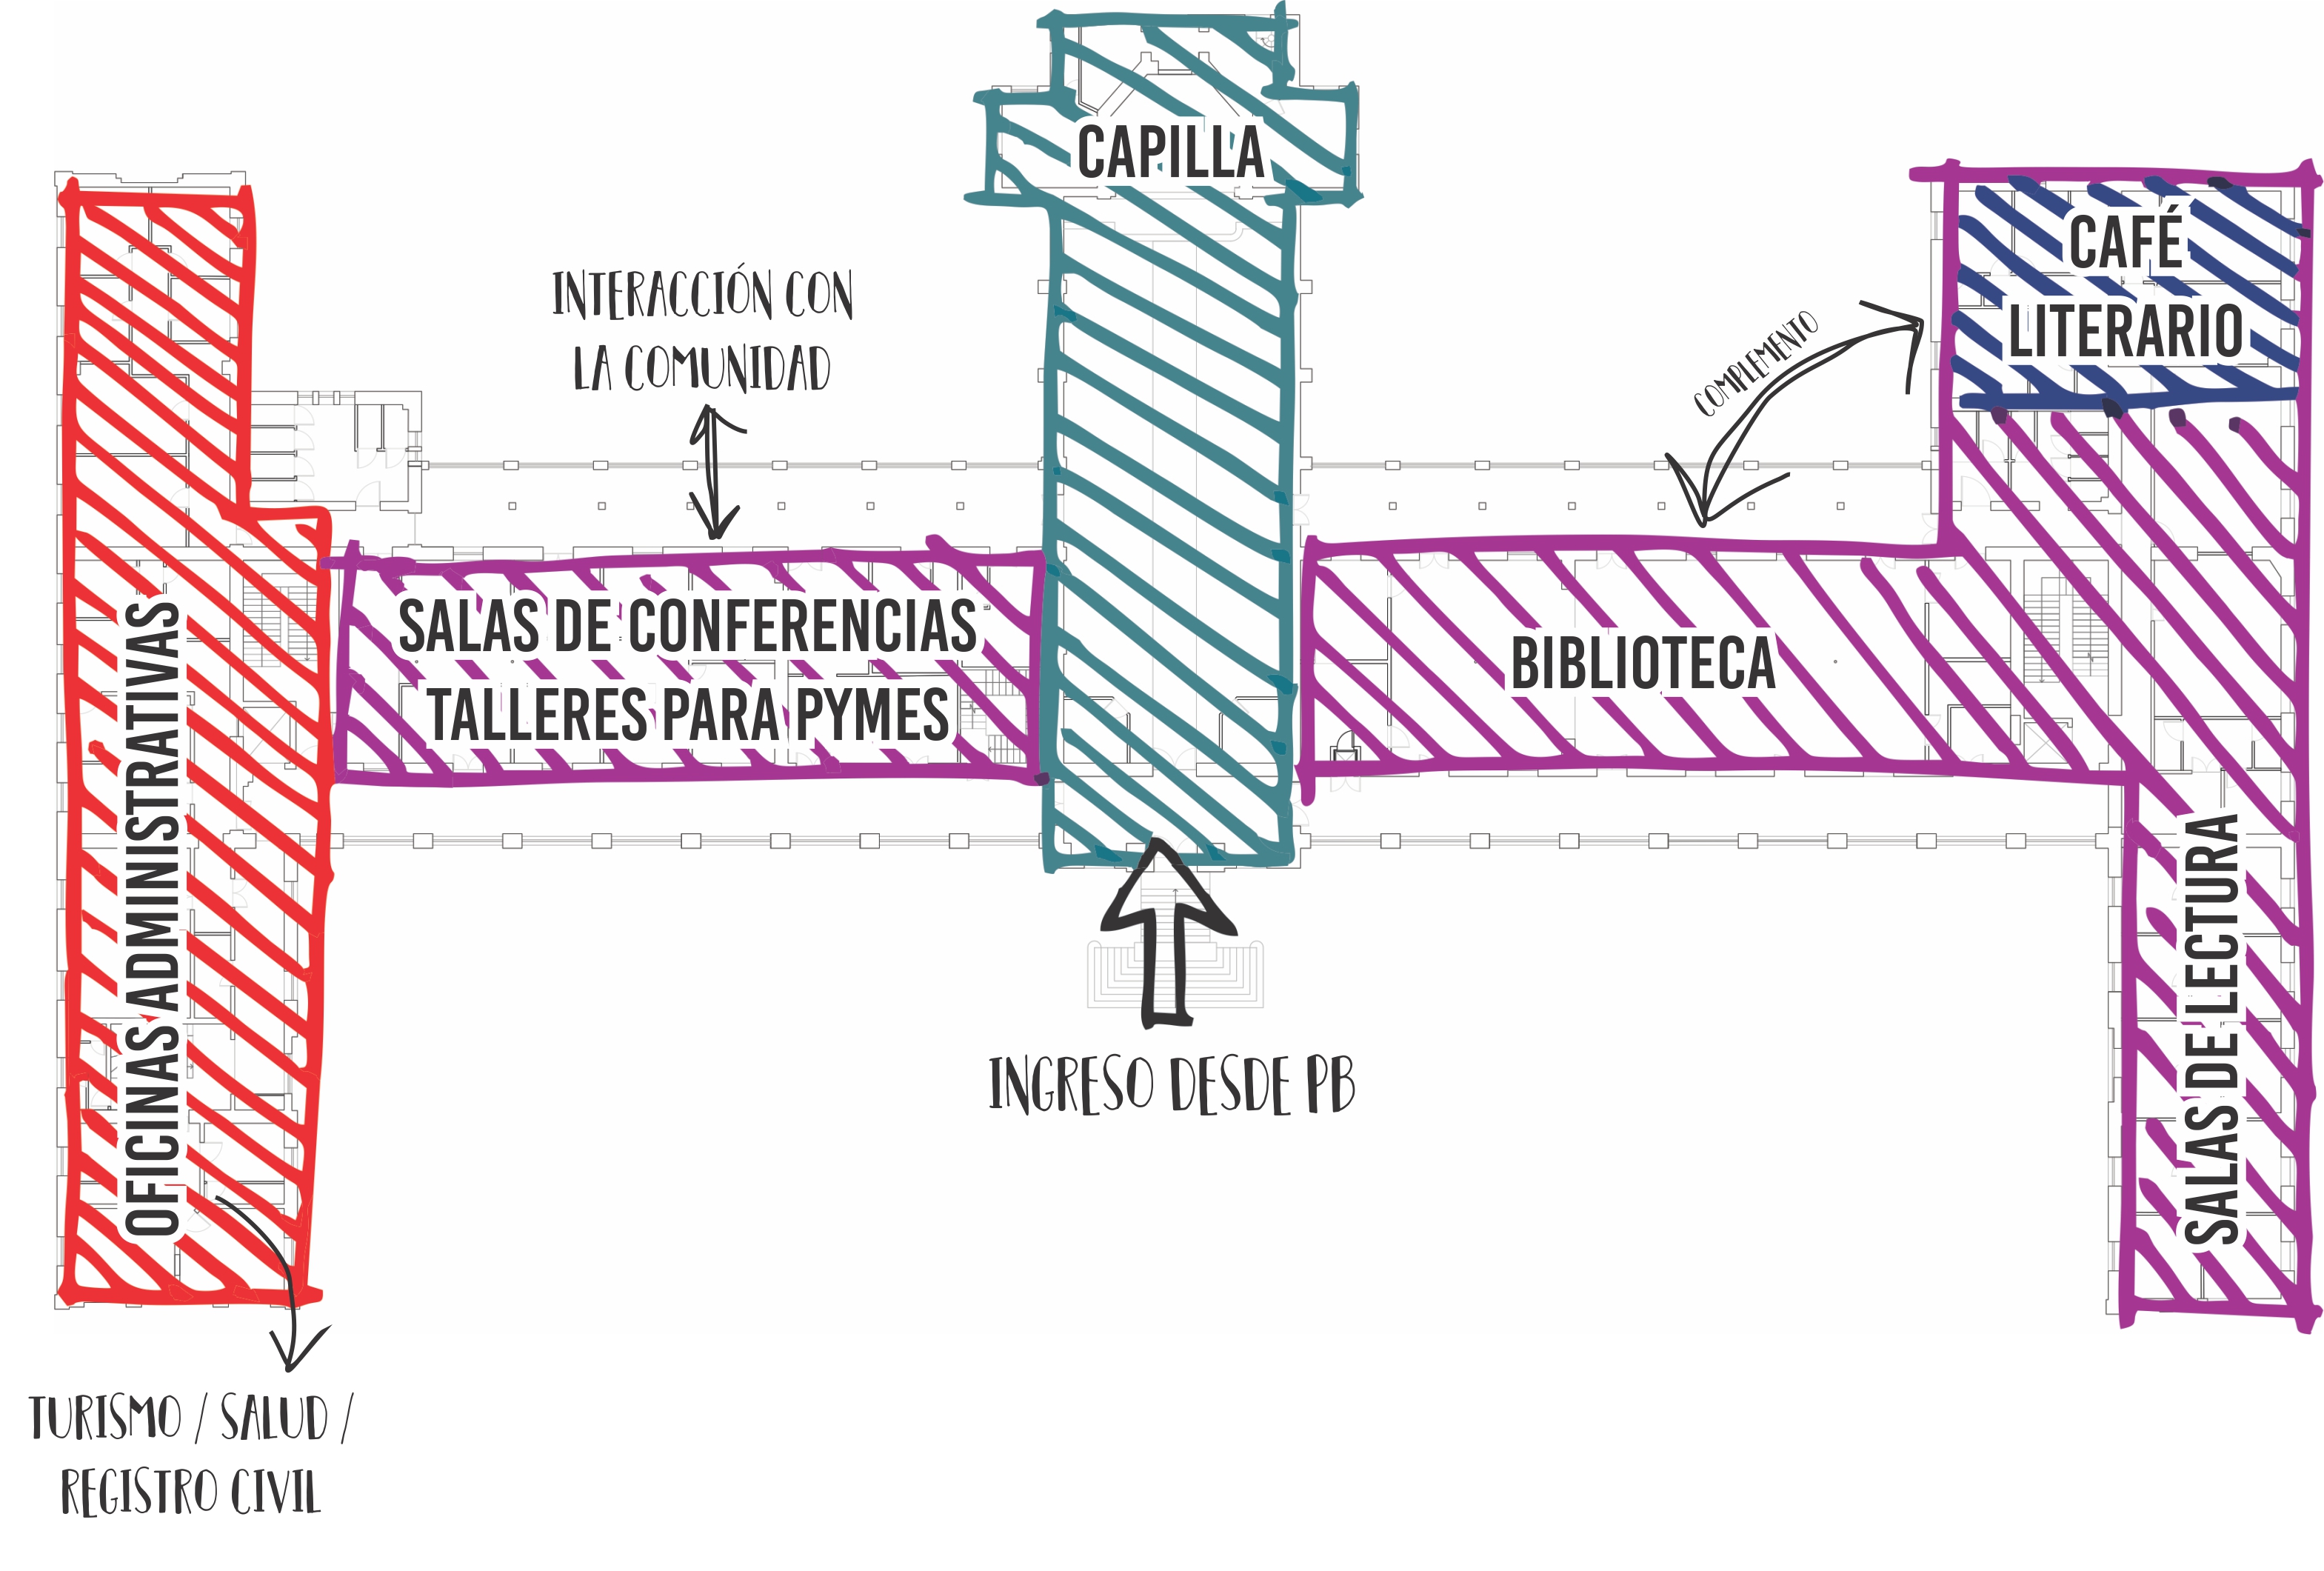 CAPILLA
CAFÉ
LITERARIO
INTERACCIÓN CON
LA COMUNIDAD
COMPLEMENTO
SALAS DE CONFERENCIAS
TALLERES PARA PYMES
BIBLIOTECA
OFICINAS ADMINISTRATIVAS
SALAS DE LECTURA
INGRESO DESDE PB
TURISMO / SALUD /
REGISTRO CIVIL